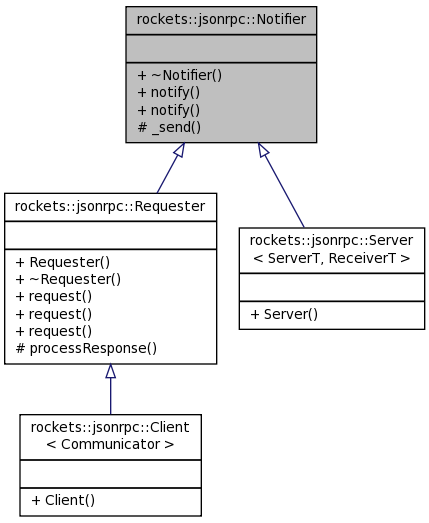 rockets::jsonrpc::Notifier
+ ~Notifier()
+ notify()
+ notify()
# _send()
rockets::jsonrpc::Requester
+ Requester()
+ ~Requester()
+ request()
+ request()
+ request()
# processResponse()
rockets::jsonrpc::Server
< ServerT, ReceiverT >
+ Server()
rockets::jsonrpc::Client
< Communicator >
+ Client()